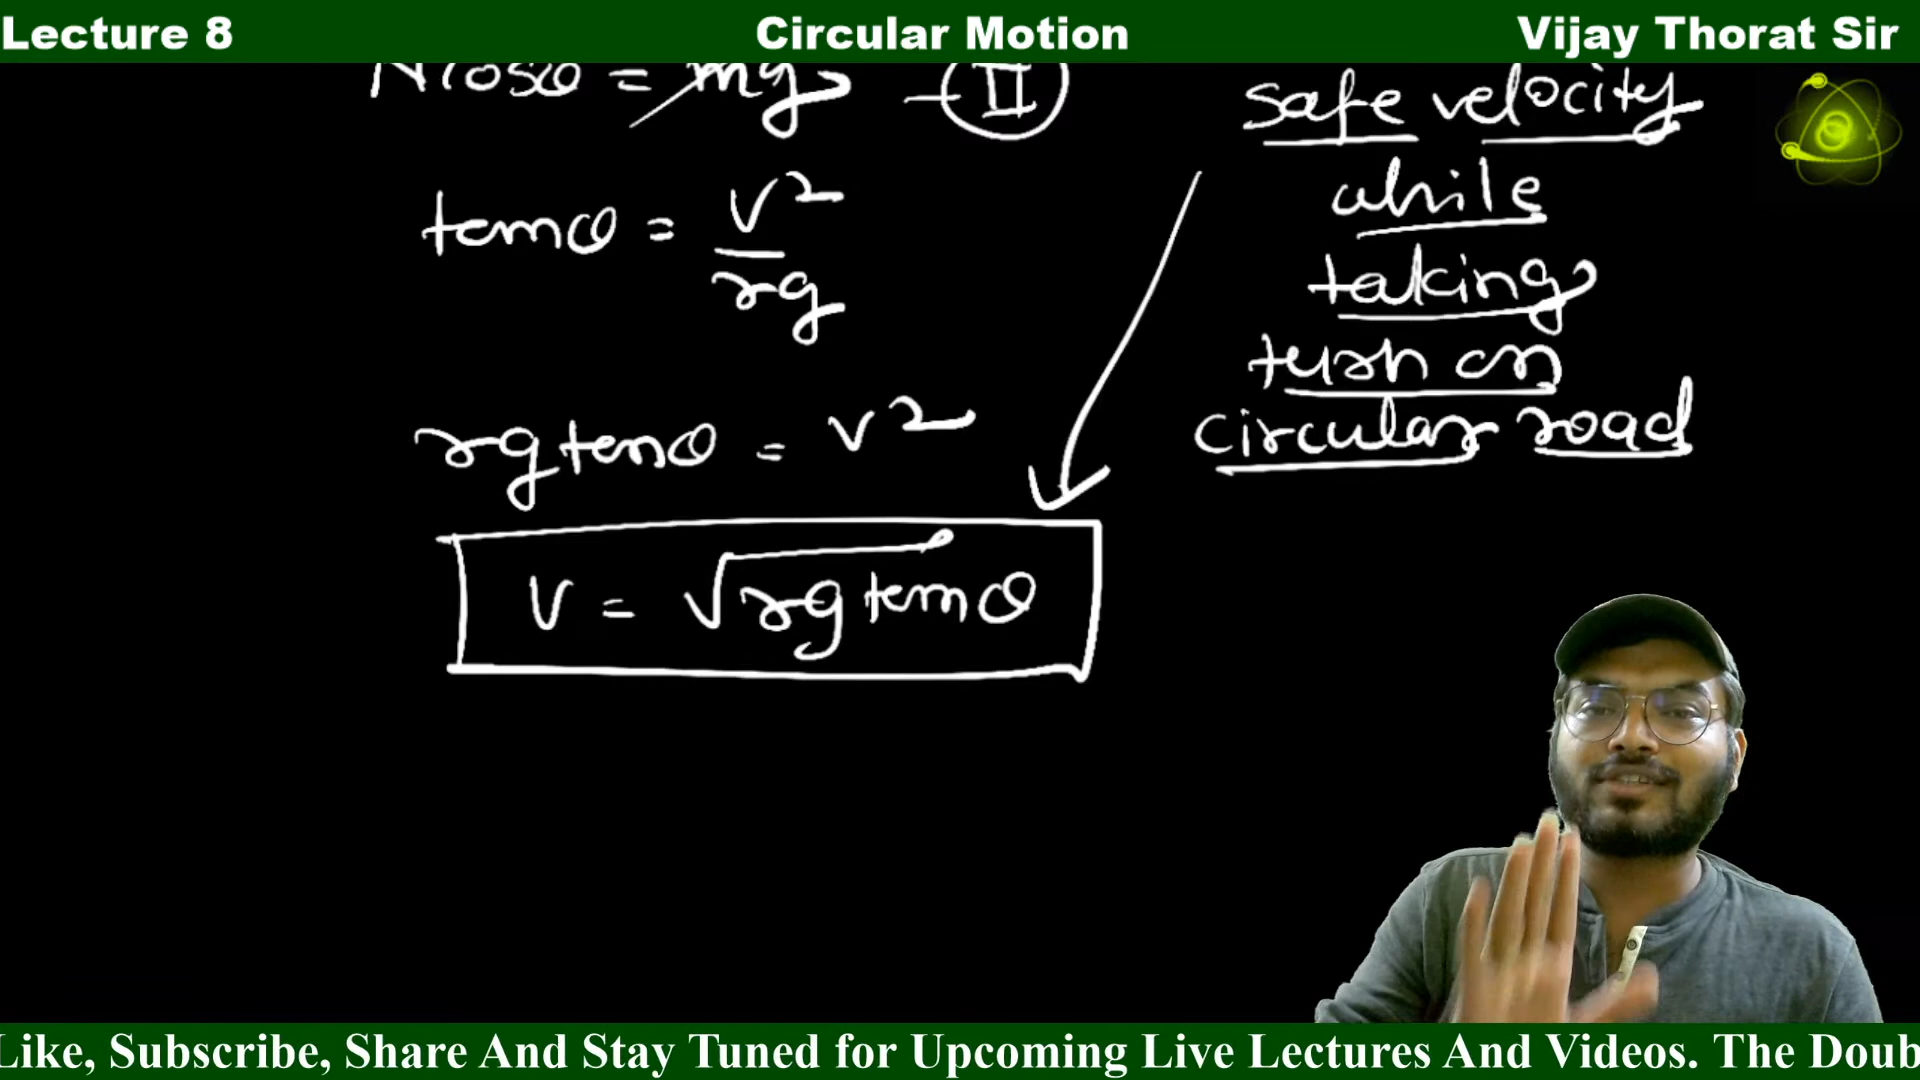 Lecture 8 Circular Motion Vijay Thorat Sir
Ncosθ = mg - II
tanθ = v²/rg
rg tanθ = v²
v = √rg tanθ
safe velocity
while
taking
turn on
circular road
Like, Subscribe, Share And Stay Tuned for Upcoming Live Lectures And Videos. The Doub